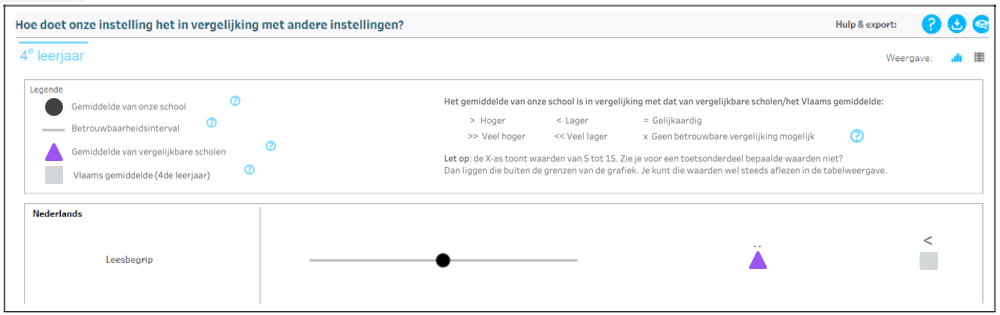 Hoe doet onze instelling het in vergelijking met andere instellingen?
Hulp & export:
4e leerjaar
Weergave:
Legende
Gemiddelde van onze school
Betrouwbaarheidsinterval
Gemiddelde van vergelijkbare scholen
Vlaams gemiddelde (4de leerjaar)
Het gemiddelde van onze school is in vergelijking met dat van vergelijkbare scholen/het Vlaams gemiddelde:
> Hoger < Lager = Gelijkaardig
>> Veel hoger << Veel lager x Geen betrouwbare vergelijking mogelijk
Let op: de X-as toont waarden van 5 tot 15. Zie je voor een toetsonderdeel bepaalde waarden niet?
Dan liggen die buiten de grenzen van de grafiek. Je kunt die waarden wel steeds aflezen in de tabelweergave.
Nederlands
Leesbegrip
<